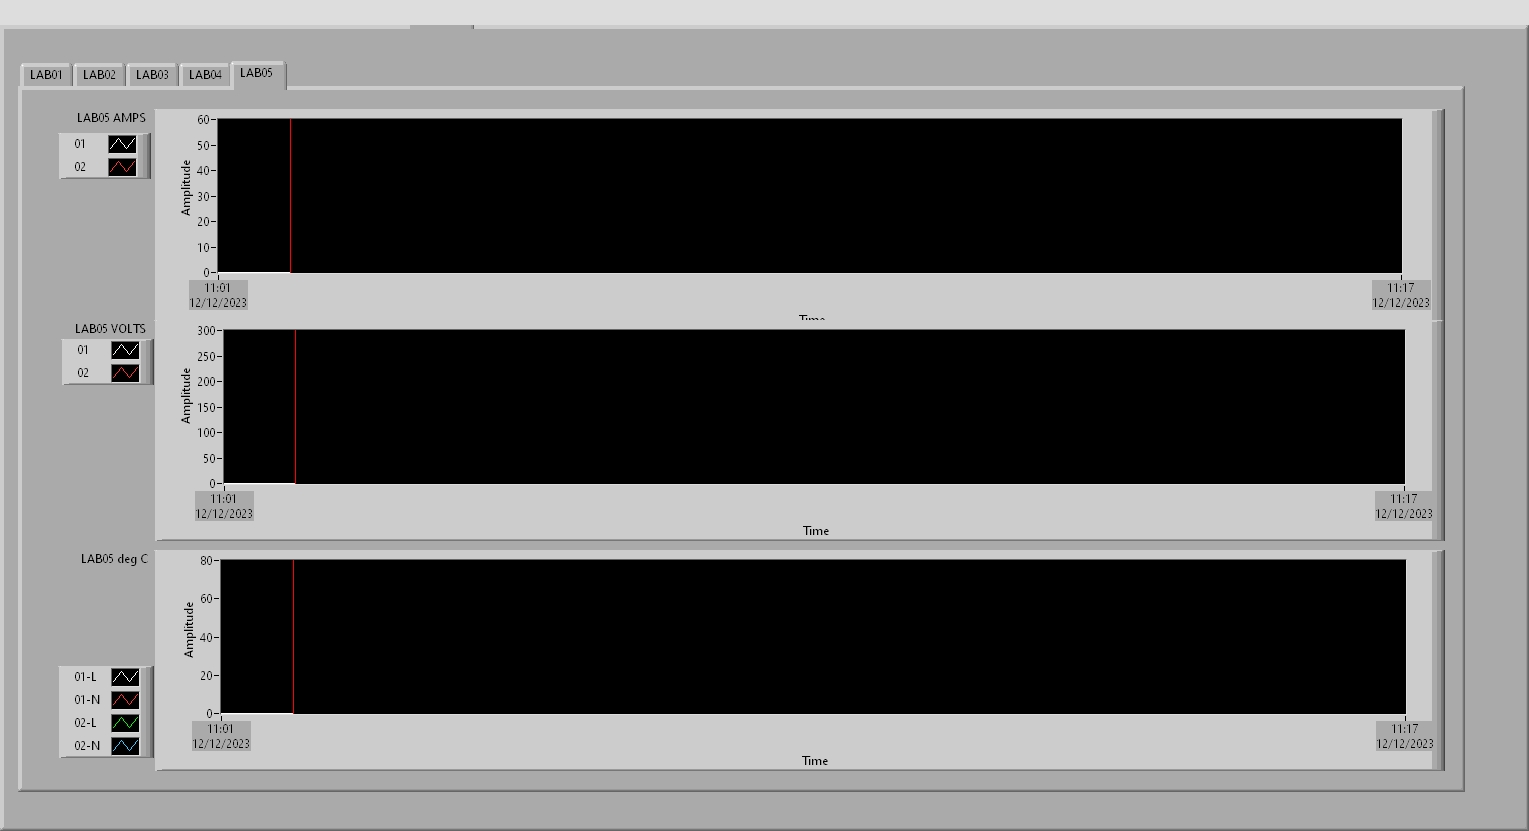 LAB01 LAB02 LAB03 LAB04 LAB05
LAB05 AMPS
01
02
Amplitude
60
50
40
30
20
10
0
11:01
12/12/2023
11:17
12/12/2023
Time
LAB05 VOLTS
01
02
Amplitude
300
250
200
150
100
50
0
11:01
12/12/2023
11:17
12/12/2023
Time
LAB05 deg C
01-L
01-N
02-L
02-N
Amplitude
80
60
40
20
0
11:01
12/12/2023
11:17
12/12/2023
Time